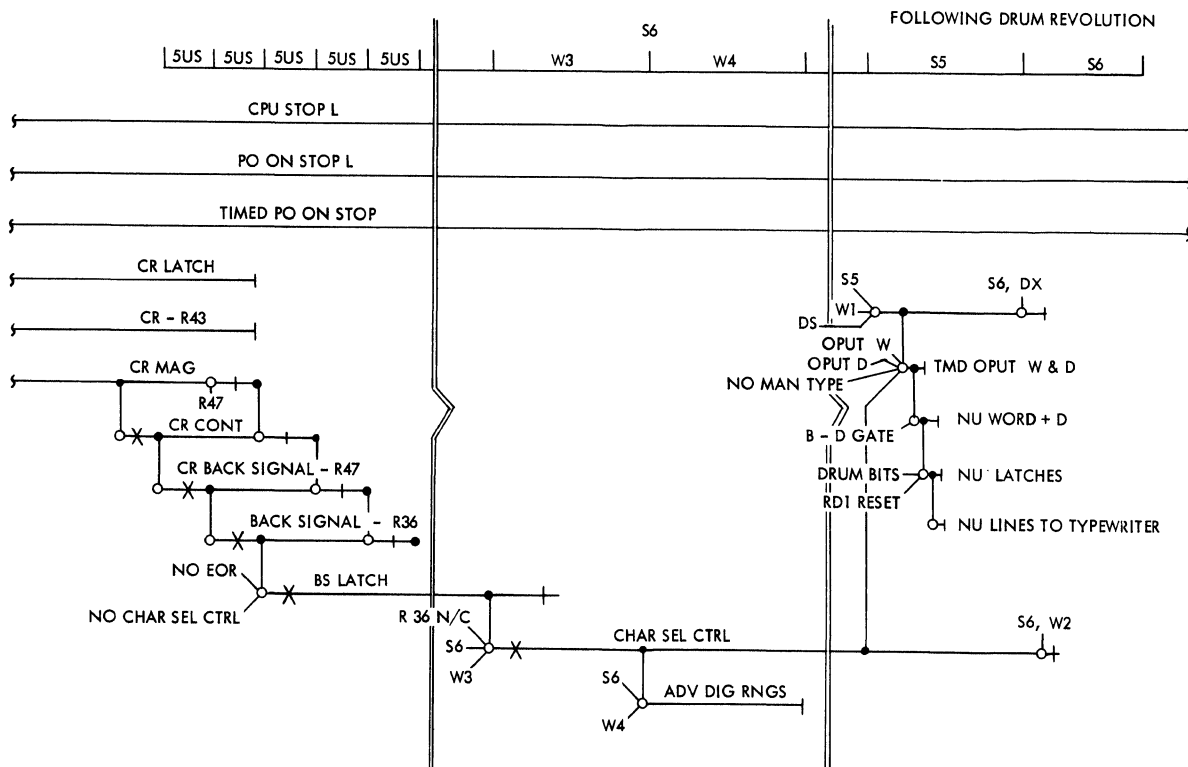 FOLLOWING DRUM REVOLUTION
S6
5US 5US 5US 5US 5US W3 W4 S5 S6
CPU STOP L
PO ON STOP L
TIMED PO ON STOP
CR LATCH
S5 S6, DX
W1
DS
CR - R43
OPUT W
OPUT D
TMD OPUT W & D
CR MAG
NO MAN TYPE
R47
CR CONT
NU WORD + D
B - D GATE
CR BACK SIGNAL - R47
DRUM BITS
NU LATCHES
RD1 RESET
BACK SIGNAL - R36
NU LINES TO TYPEWRITER
NO EOR
BS LATCH
NO CHAR SEL CTRL
R 36 N/C
CHAR SEL CTRL
S6, W2
S6
W3
S6
ADV DIG RNGS
W4